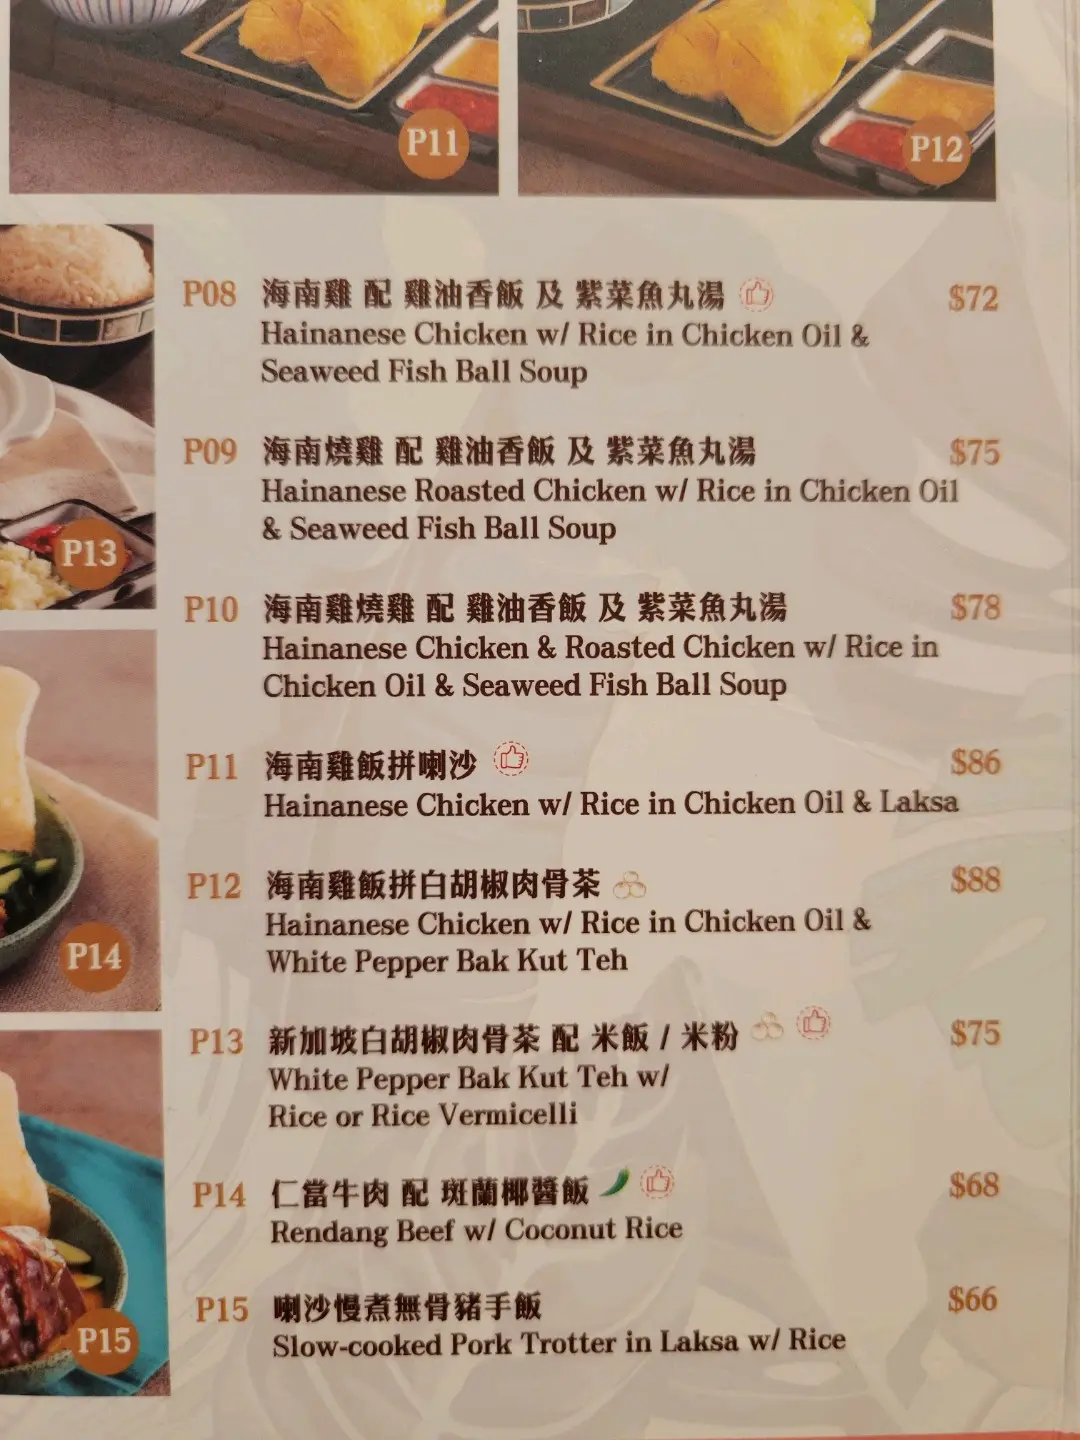 P11
P12
P08 海南雞 配 雞油香飯 及 紫菜魚丸湯 $72
Hainanese Chicken w/ Rice in Chicken Oil &
Seaweed Fish Ball Soup
P09 海南燒雞 配 雞油香飯 及 紫菜魚丸湯 $75
Hainanese Roasted Chicken w/ Rice in Chicken Oil
& Seaweed Fish Ball Soup
P13
P10 海南雞燒雞 配 雞油香飯 及 紫菜魚丸湯 $78
Hainanese Chicken & Roasted Chicken w/ Rice in
Chicken Oil & Seaweed Fish Ball Soup
P11 海南雞飯拼喇沙 $86
Hainanese Chicken w/ Rice in Chicken Oil & Laksa
P12 海南雞飯拼白胡椒肉骨茶 $88
Hainanese Chicken w/ Rice in Chicken Oil &
White Pepper Bak Kut Teh
P14
P13 新加坡白胡椒肉骨茶 配 米飯 / 米粉 $75
White Pepper Bak Kut Teh w/
Rice or Rice Vermicelli
P14 仁當牛肉 配 斑蘭椰醬飯 $68
Rendang Beef w/ Coconut Rice
P15 喇沙慢煮無骨豬手飯 $66
Slow-cooked Pork Trotter in Laksa w/ Rice
P15